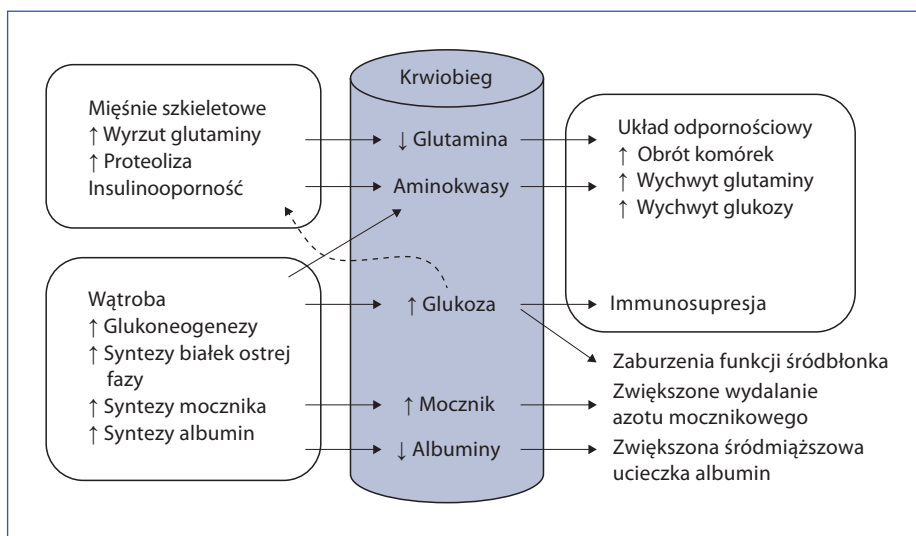 Krwiobieg
Mięśnie szkieletowe
↑ Wyrzut glutaminy
↑ Proteoliza
Insulinooporność
↓ Glutamina
Aminokwasy
Układ odpornościowy
↑ Obrót komórek
↑ Wychwyt glutaminy
↑ Wychwyt glukozy
Wątroba
↑ Glukoneogenezy
↑ Syntezy białek ostrej
fazy
↑ Syntezy mocznika
↑ Syntezy albumin
↑ Glukoza
↑ Mocznik
↓ Albuminy
Immunosupresja
Zaburzenia funkcji śródbłonka
Zwiększone wydalanie
azotu mocznikowego
Zwiększona śródmiąższowa
ucieczka albumin